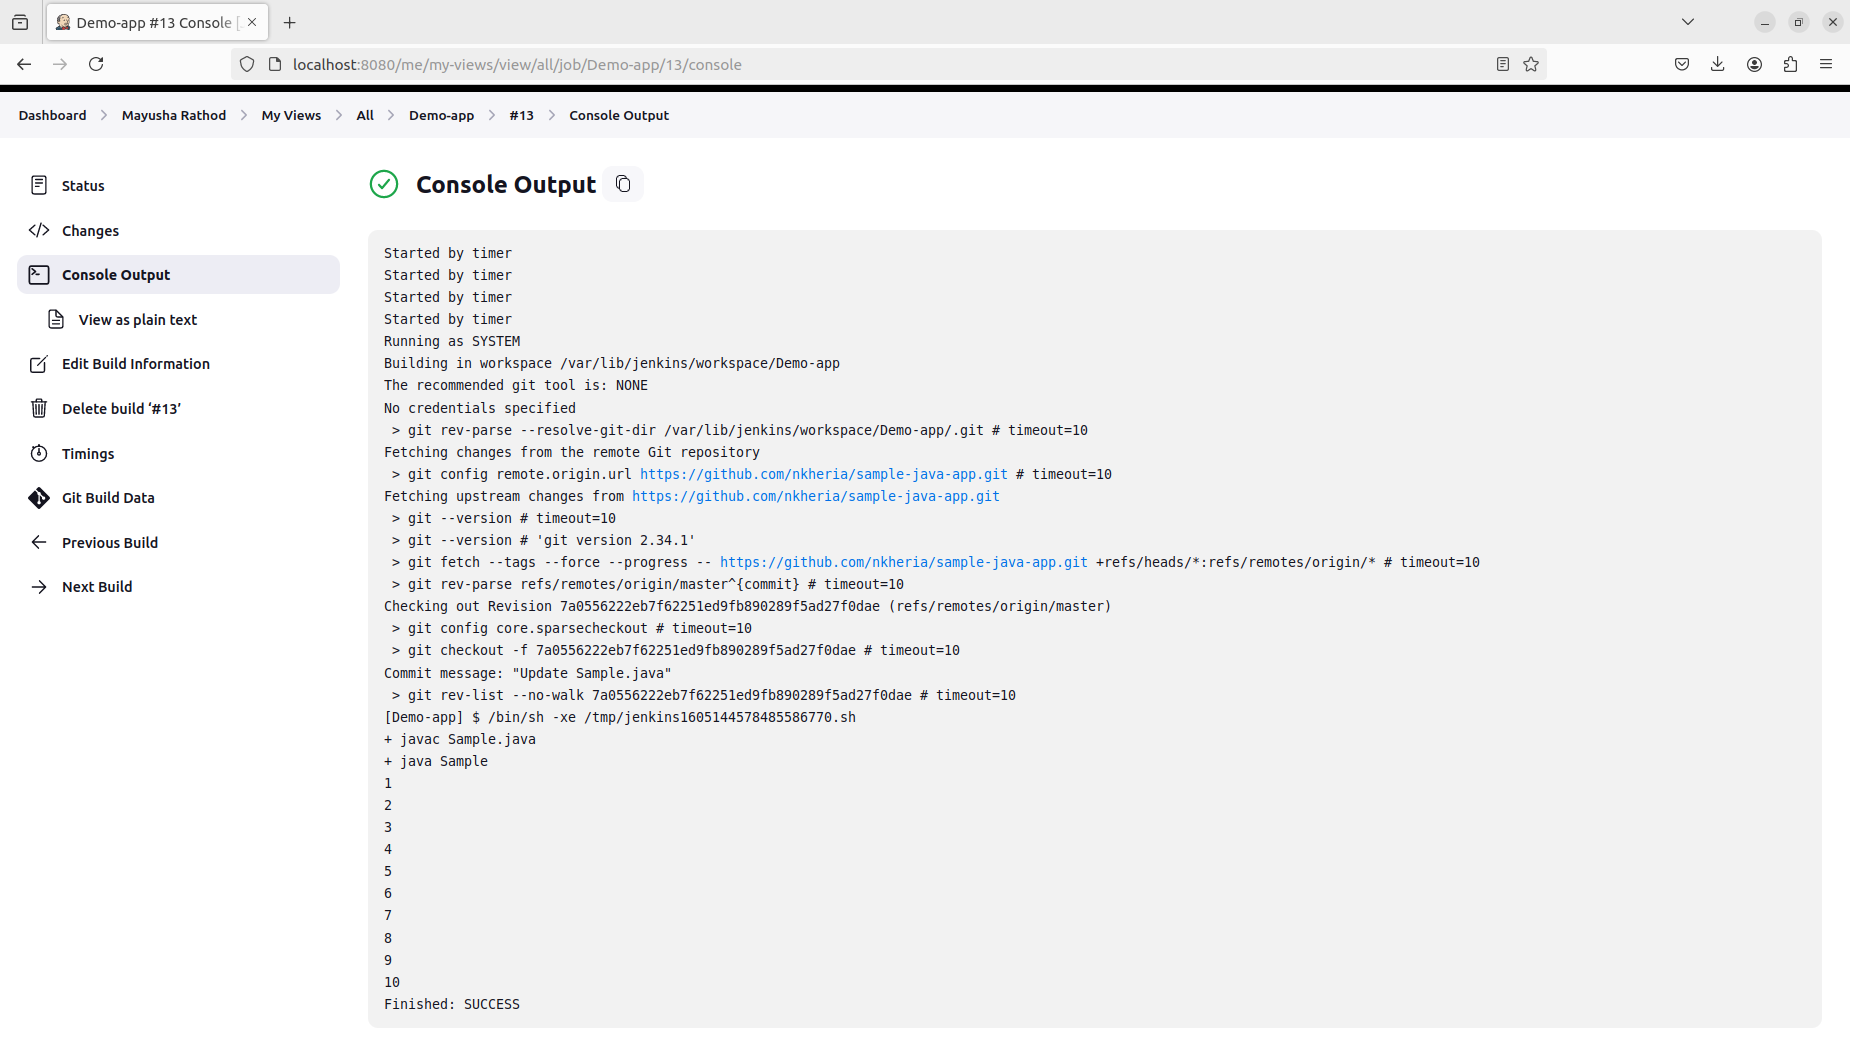 Demo-app #13 Console [
localhost:8080/me/my-views/view/all/job/Demo-app/13/console
Dashboard > Mayusha Rathod > My Views > All > Demo-app > #13 > Console Output
Status
Changes
Console Output
View as plain text
Edit Build Information
Delete build ‘#13’
Timings
Git Build Data
Previous Build
Next Build
Console Output
Started by timer
Started by timer
Started by timer
Started by timer
Running as SYSTEM
Building in workspace /var/lib/jenkins/workspace/Demo-app
The recommended git tool is: NONE
No credentials specified
 > git rev-parse --resolve-git-dir /var/lib/jenkins/workspace/Demo-app/.git # timeout=10
Fetching changes from the remote Git repository
 > git config remote.origin.url https://github.com/nkheria/sample-java-app.git # timeout=10
Fetching upstream changes from https://github.com/nkheria/sample-java-app.git
 > git --version # timeout=10
 > git --version # 'git version 2.34.1'
 > git fetch --tags --force --progress -- https://github.com/nkheria/sample-java-app.git +refs/heads/*:refs/remotes/origin/* # timeout=10
 > git rev-parse refs/remotes/origin/master^{commit} # timeout=10
Checking out Revision 7a0556222eb7f62251ed9fb890289f5ad27f0dae (refs/remotes/origin/master)
 > git config core.sparsecheckout # timeout=10
 > git checkout -f 7a0556222eb7f62251ed9fb890289f5ad27f0dae # timeout=10
Commit message: "Update Sample.java"
 > git rev-list --no-walk 7a0556222eb7f62251ed9fb890289f5ad27f0dae # timeout=10
[Demo-app] $ /bin/sh -xe /tmp/jenkins1605144578485586770.sh
+ javac Sample.java
+ java Sample
1
2
3
4
5
6
7
8
9
10
Finished: SUCCESS